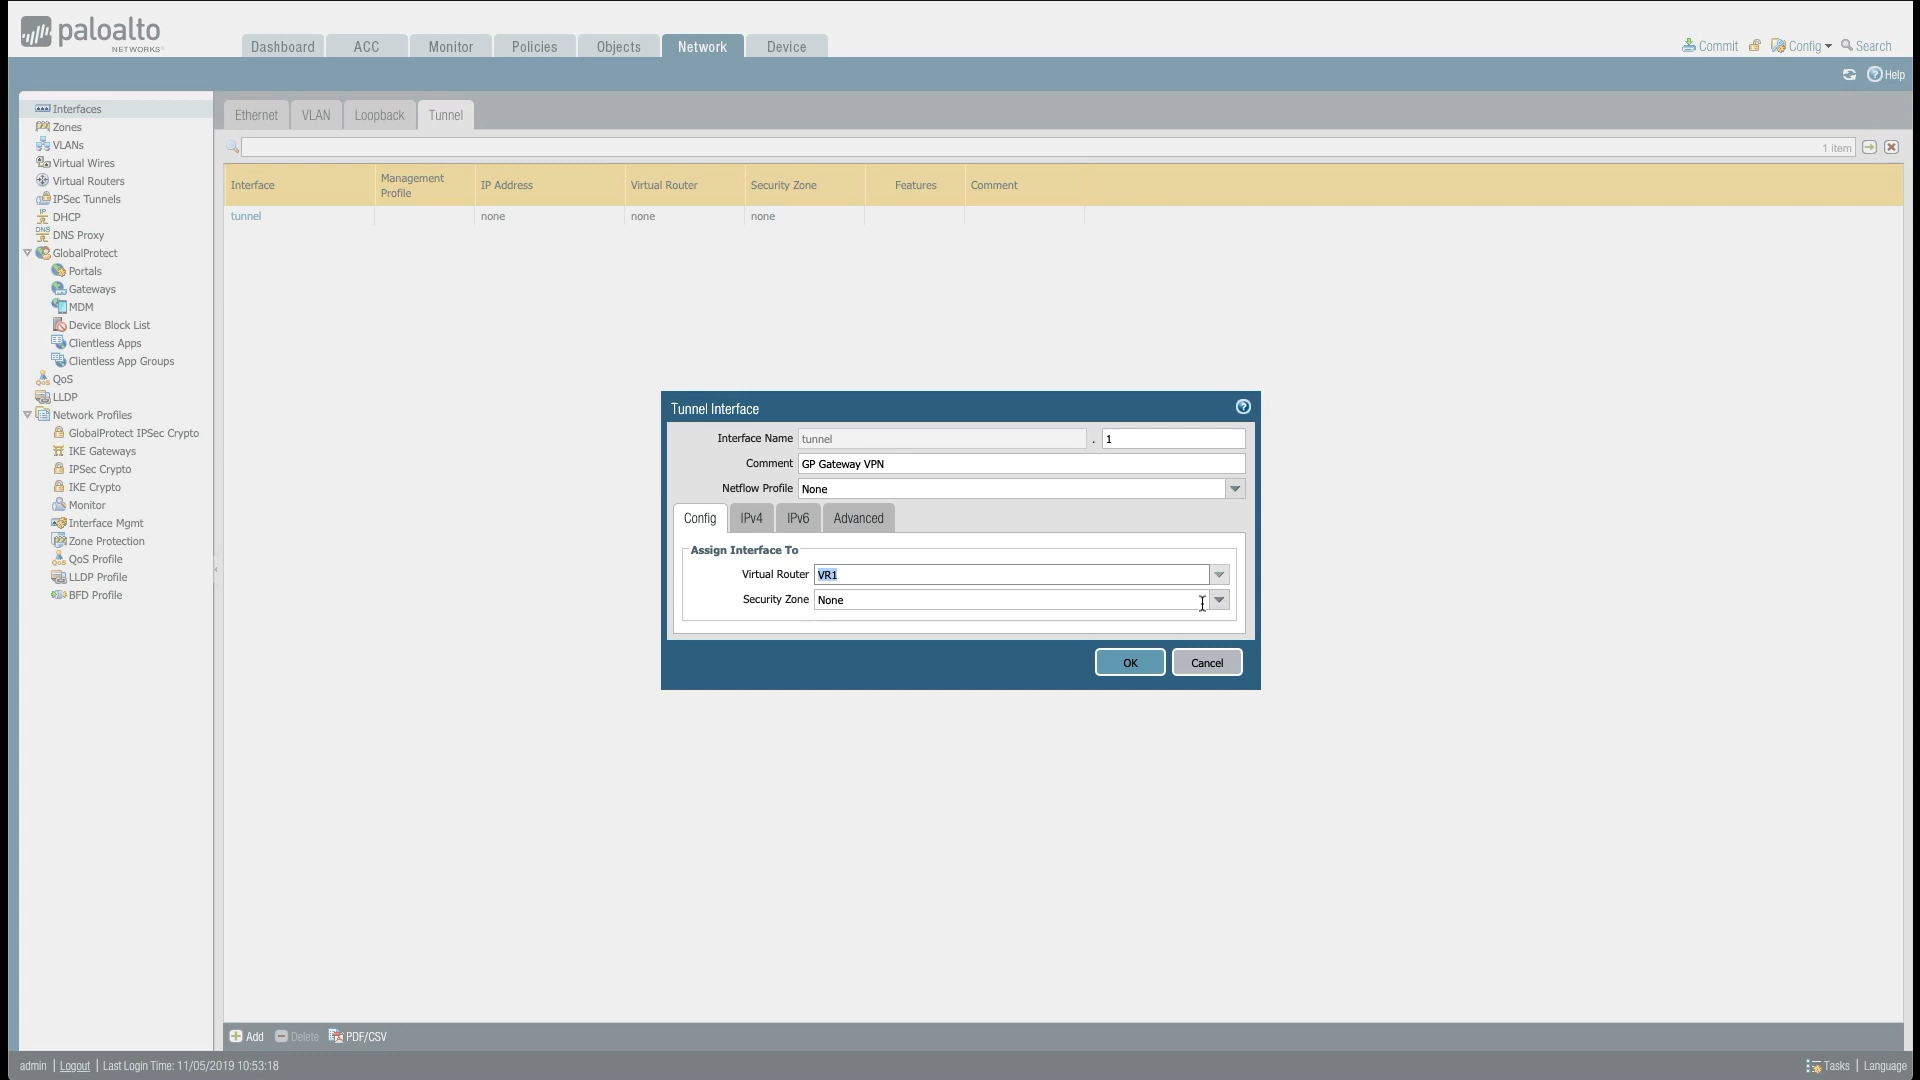 paloalto
NETWORKS
Dashboard ACC Monitor Policies Objects Network Device
Commit Config Search
Help
Interfaces
Zones
VLANs
Virtual Wires
Virtual Routers
IPSec Tunnels
DHCP
DNS Proxy
GlobalProtect
Portals
Gateways
MDM
Device Block List
Clientless Apps
Clientless App Groups
QoS
LLDP
Network Profiles
GlobalProtect IPSec Crypto
IKE Gateways
IPSec Crypto
IKE Crypto
Monitor
Interface Mgmt
Zone Protection
QoS Profile
LLDP Profile
BFD Profile
Ethernet VLAN Loopback Tunnel
1 item
Interface Management Profile IP Address Virtual Router Security Zone Features Comment
tunnel none none none
Tunnel Interface
Interface Name tunnel . 1
Comment GP Gateway VPN
Netflow Profile None
Config IPv4 IPv6 Advanced
Assign Interface To
Virtual Router VR1
Security Zone None
OK Cancel
Add Delete PDF/CSV
admin | Logout | Last Login Time: 11/05/2019 10:53:18
Tasks | Language